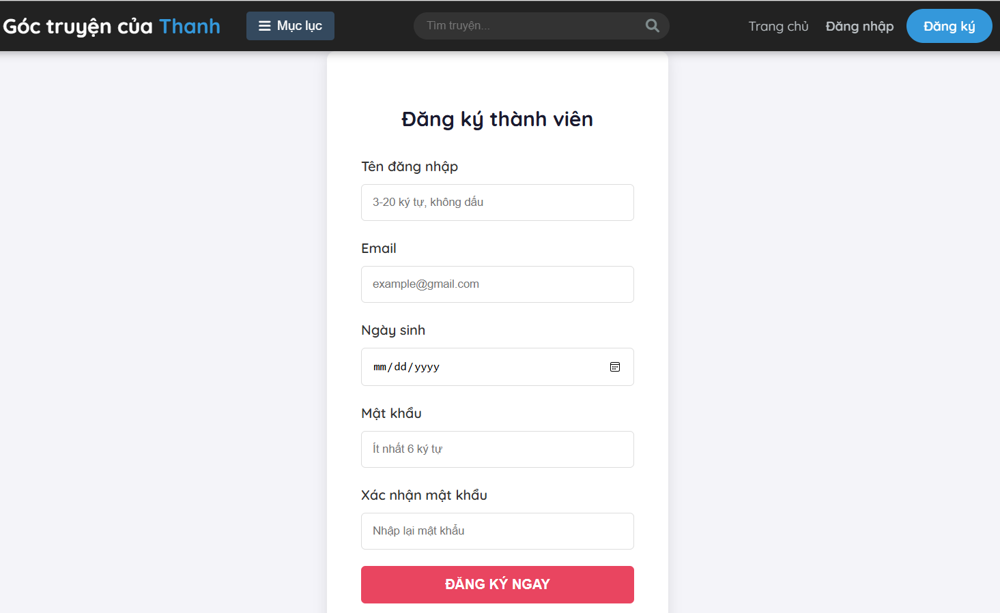 Góc truyện của Thanh
Mục lục
Tìm truyện...
Trang chủ
Đăng nhập
Đăng ký
Đăng ký thành viên
Tên đăng nhập
3-20 ký tự, không dấu
Email
example@gmail.com
Ngày sinh
mm/dd/yyyy
Mật khẩu
Ít nhất 6 ký tự
Xác nhận mật khẩu
Nhập lại mật khẩu
ĐĂNG KÝ NGAY